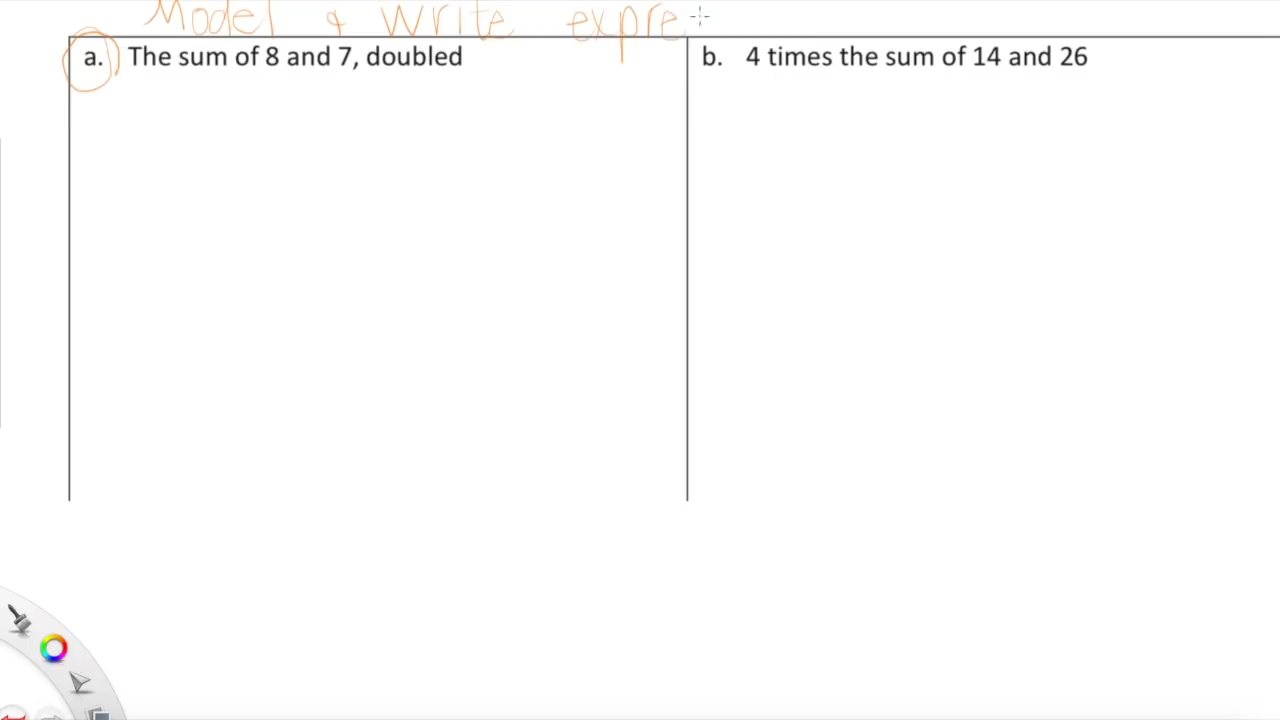 Model & Write expre
a. The sum of 8 and 7, doubled
b. 4 times the sum of 14 and 26